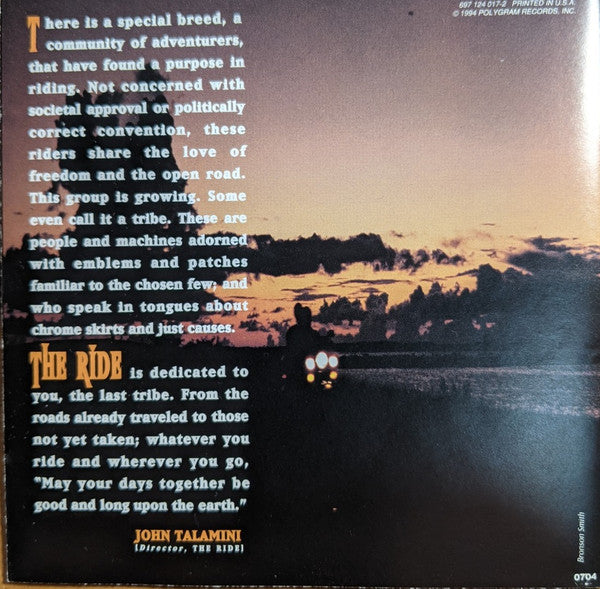 697 124 017-2 PRINTED IN U.S.A.
© 1994 POLYGRAM RECORDS, INC.
There is a special breed, a
community of adventurers,
that have found a purpose in
riding. Not concerned with
societal approval or politically
correct convention, these
riders share the love of
freedom and the open road.
This group is growing. Some
even call it a tribe. These are
people and machines adorned
with emblems and patches
familiar to the chosen few; and
who speak in tongues about
chrome skirts and just causes.
THE RIDE is dedicated to
you, the last tribe. From the
roads already traveled to those
not yet taken; whatever you
ride and wherever you go,
"May your days together be
good and long upon the earth."
JOHN TALAMINI
[Director, THE RIDE]
Bronson Smith
0704